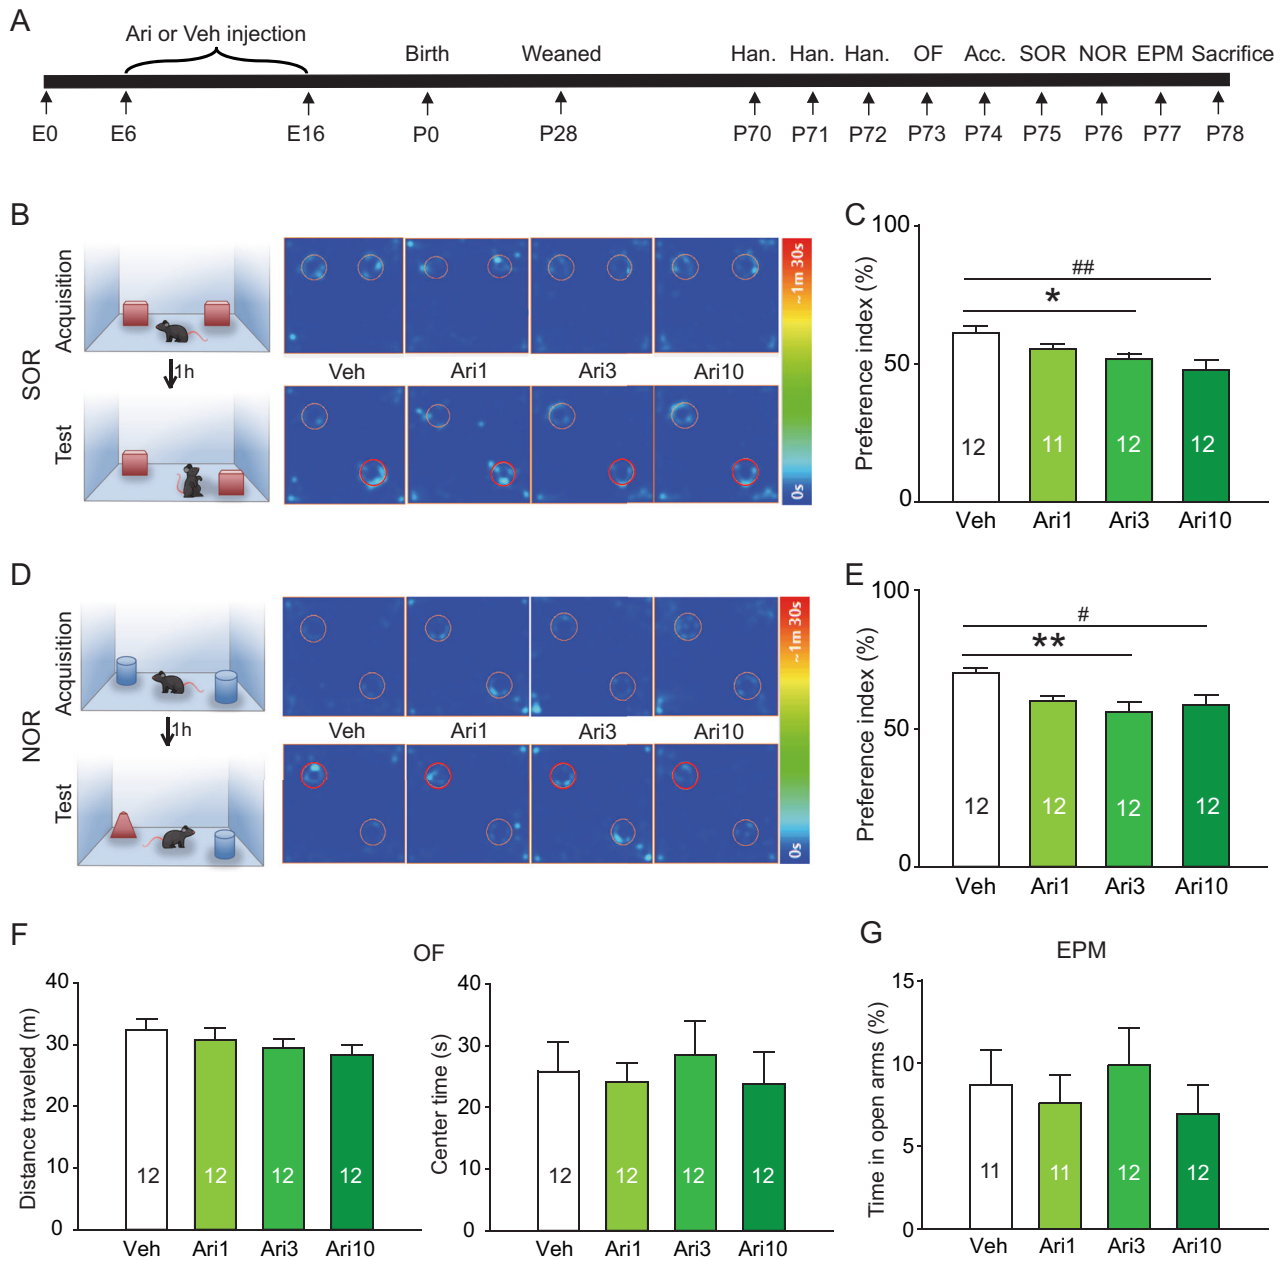 A
Ari or Veh injection
Birth
Weaned
Han. Han. Han. OF Acc. SOR NOR EPM Sacrifice
E0 E6 E16 P0 P28 P70 P71 P72 P73 P74 P75 P76 P77 P78
B
SOR
Acquisition
1h
Test
Veh Ari1 Ari3 Ari10
~1m 30s
0s
C
Preference index (%)
100
50
0
##
*
12 11 12 12
Veh Ari1 Ari3 Ari10
D
NOR
Acquisition
1h
Test
Veh Ari1 Ari3 Ari10
~1m 30s
0s
E
Preference index (%)
100
50
0
#
**
12 12 12 12
Veh Ari1 Ari3 Ari10
F
OF
Distance traveled (m)
40
30
20
10
0
12 12 12 12
Veh Ari1 Ari3 Ari10
Center time (s)
40
30
20
10
0
12 12 12 12
Veh Ari1 Ari3 Ari10
G
EPM
Time in open arms (%)
15
10
5
0
11 11 12 12
Veh Ari1 Ari3 Ari10